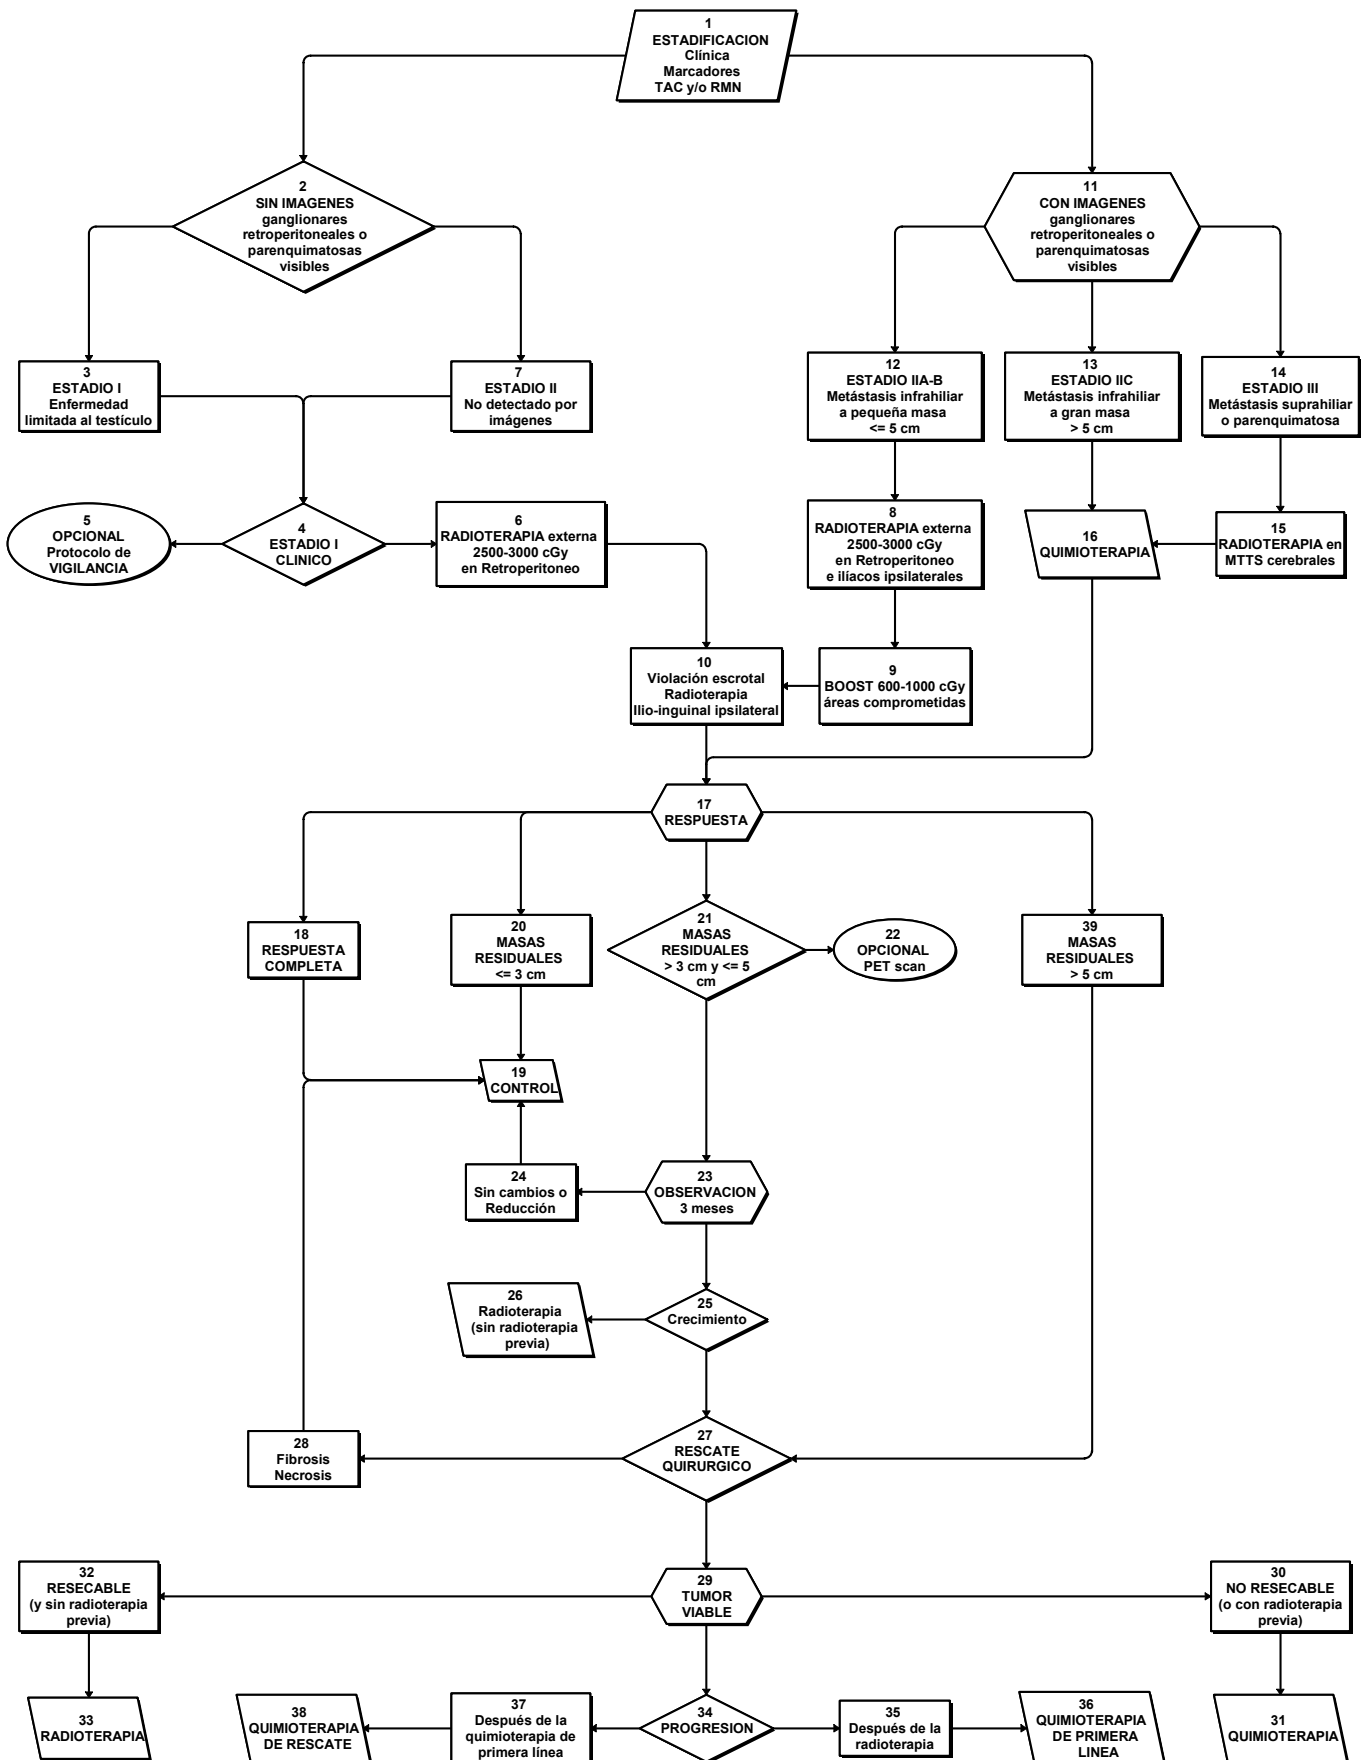 1
ESTADIFICACION
Clínica
Marcadores
TAC y/o RMN
2
SIN IMAGENES
ganglionares
retroperitoneales o
parenquimatosas
visibles
11
CON IMAGENES
ganglionares
retroperitoneales o
parenquimatosas
visibles
3
ESTADIO I
Enfermedad
limitada al testículo
7
ESTADIO II
No detectado por
imágenes
12
ESTADIO IIA-B
Metástasis infrahiliar
a pequeña masa
<= 5 cm
13
ESTADIO IIC
Metástasis infrahiliar
a gran masa
> 5 cm
14
ESTADIO III
Metástasis suprahiliar
o parenquimatosa
5
OPCIONAL
Protocolo de
VIGILANCIA
4
ESTADIO I
CLINICO
6
RADIOTERAPIA externa
2500-3000 cGy
en Retroperitoneo
8
RADIOTERAPIA externa
2500-3000 cGy
en Retroperitoneo
e ilíacos ipsilaterales
16
QUIMIOTERAPIA
15
RADIOTERAPIA en
MTTS cerebrales
10
Violación escrotal
Radioterapia
Ilio-inguinal ipsilateral
9
BOOST 600-1000 cGy
áreas comprometidas
17
RESPUESTA
18
RESPUESTA
COMPLETA
20
MASAS
RESIDUALES
<= 3 cm
21
MASAS
RESIDUALES
> 3 cm y <= 5
cm
22
OPCIONAL
PET scan
39
MASAS
RESIDUALES
> 5 cm
19
CONTROL
24
Sin cambios o
Reducción
23
OBSERVACION
3 meses
26
Radioterapia
(sin radioterapia
previa)
25
Crecimiento
28
Fibrosis
Necrosis
27
RESCATE
QUIRURGICO
32
RESECABLE
(y sin radioterapia
previa)
29
TUMOR
VIABLE
30
NO RESECABLE
(o con radioterapia
previa)
33
RADIOTERAPIA
38
QUIMIOTERAPIA
DE RESCATE
37
Después de la
quimioterapia de
primera línea
34
PROGRESION
35
Después de la
radioterapia
36
QUIMIOTERAPIA
DE PRIMERA
LINEA
31
QUIMIOTERAPIA